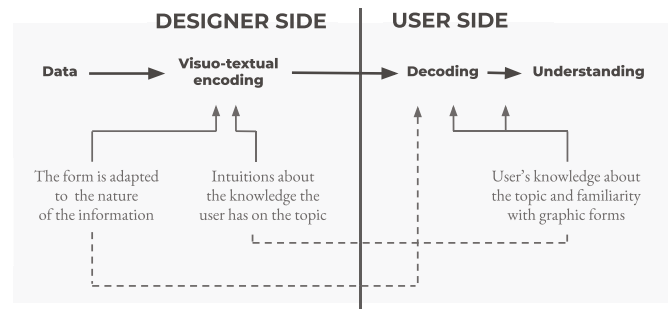 DESIGNER SIDE
USER SIDE
Data
Visuo-textual
encoding
Decoding
Understanding
The form is adapted
to the nature
of the information
Intuitions about
the knowledge the
user has on the topic
User's knowledge about
the topic and familiarity
with graphic forms